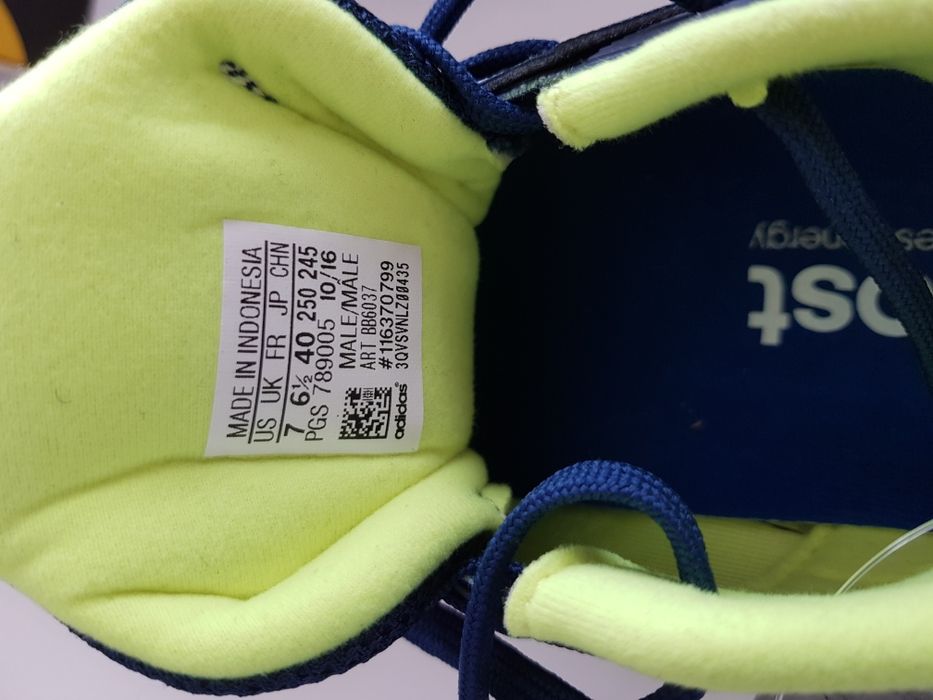 MADE IN INDONESIA
US UK FR JP CHN
7 6½ 40 250 245
PGS 789005 10/16
MALE/MALE
ART BB6037
#116370799
3QVSVNLZ00435
adidas®
ost
es energy